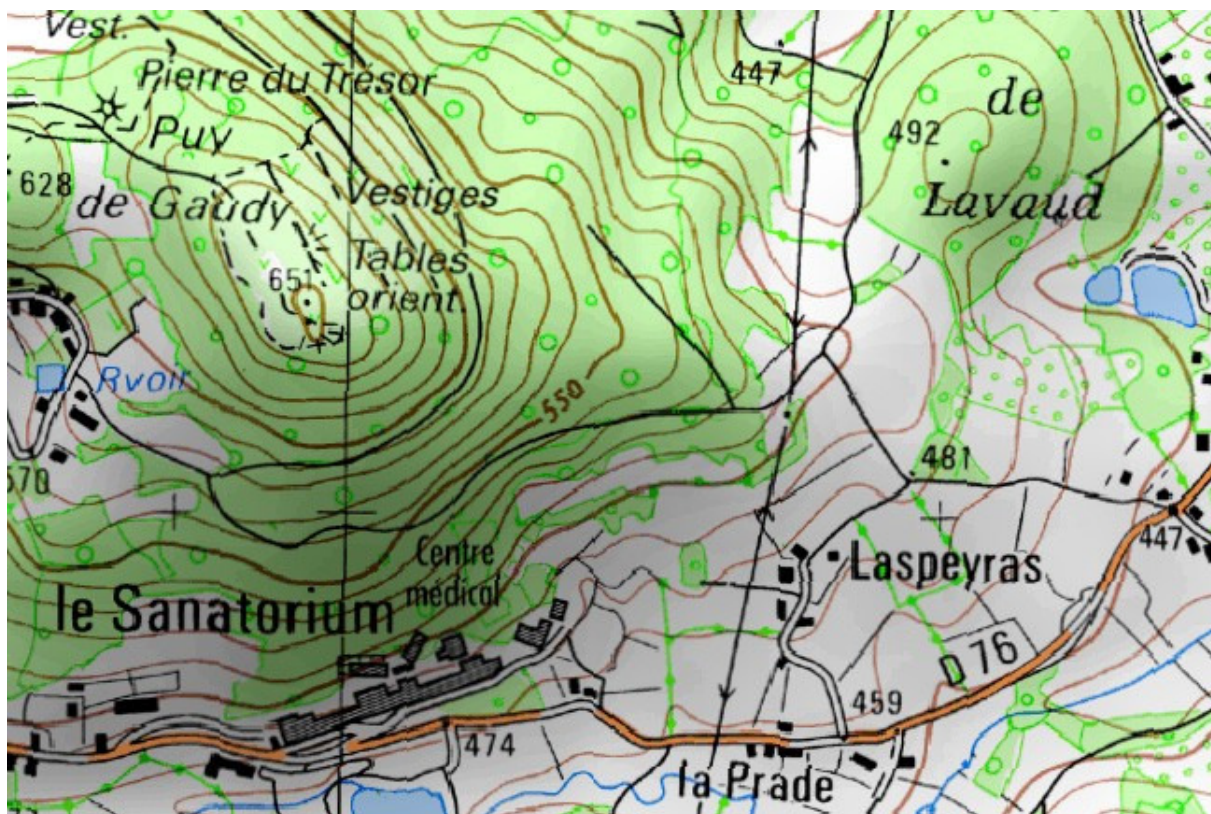 Vest.
Pierre du Trésor
447
de
Puy
492
628
de Gaudy
Vestiges
Lavaud
Tables
orient.
651
Rvoir
550
481
570
447
Centre
médical
Laspeyras
le Sanatorium
D 76
459
474
la Prade